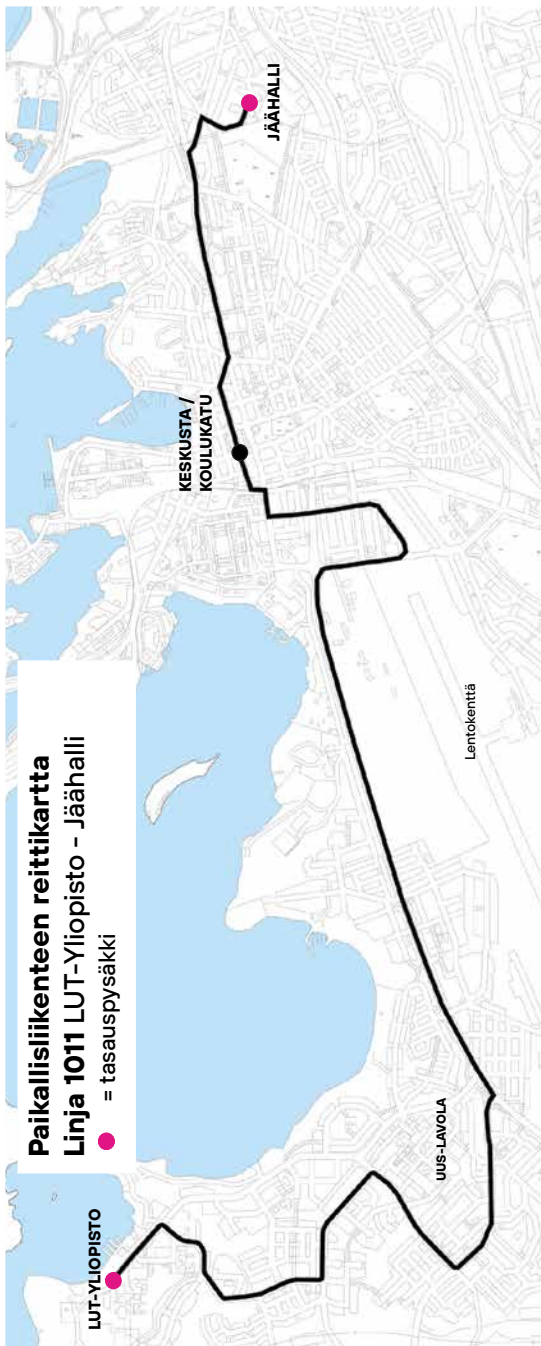 Paikallisliikenteen reittikartta
Linja 1011 LUT-Yliopisto - Jäähalli
= tasauspysäkki
LUT-YLIOPISTO
UUS-LAVOLA
Lentokenttä
KESKUSTA /
KOULUKATU
JÄÄHALLI